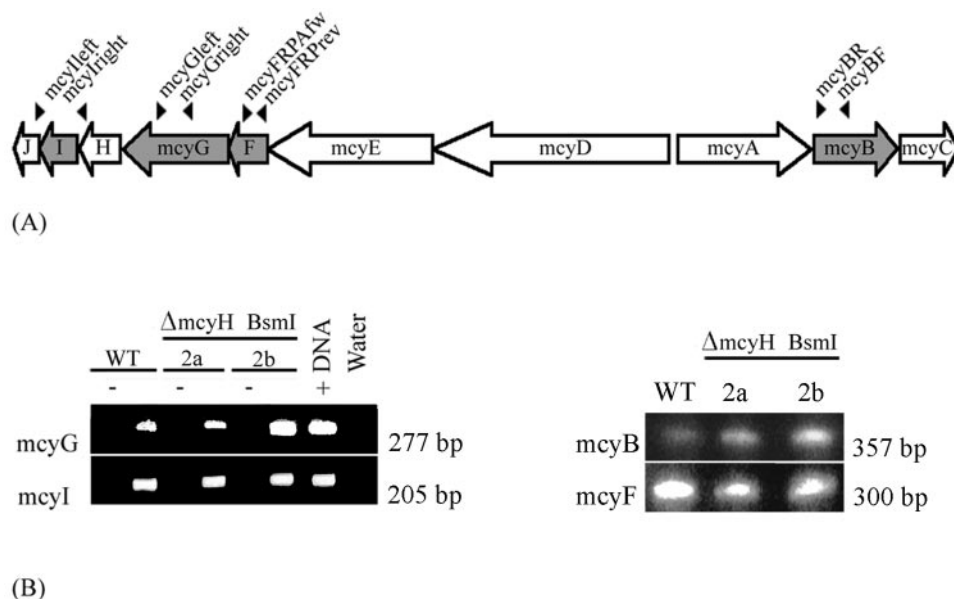 mcyIleft
mcyIright
mcyGleft
mcyGright
mcyFRPAfw
mcyFRPrev
mcyBR
mcyBF
J I H mcyG F mcyE mcyD mcyA mcyB mcyC
(A)
ΔmcyH BsmI
WT 2a 2b + DNA Water
- - -
mcyG 277 bp
mcyI 205 bp
ΔmcyH BsmI
WT 2a 2b
mcyB 357 bp
mcyF 300 bp
(B)